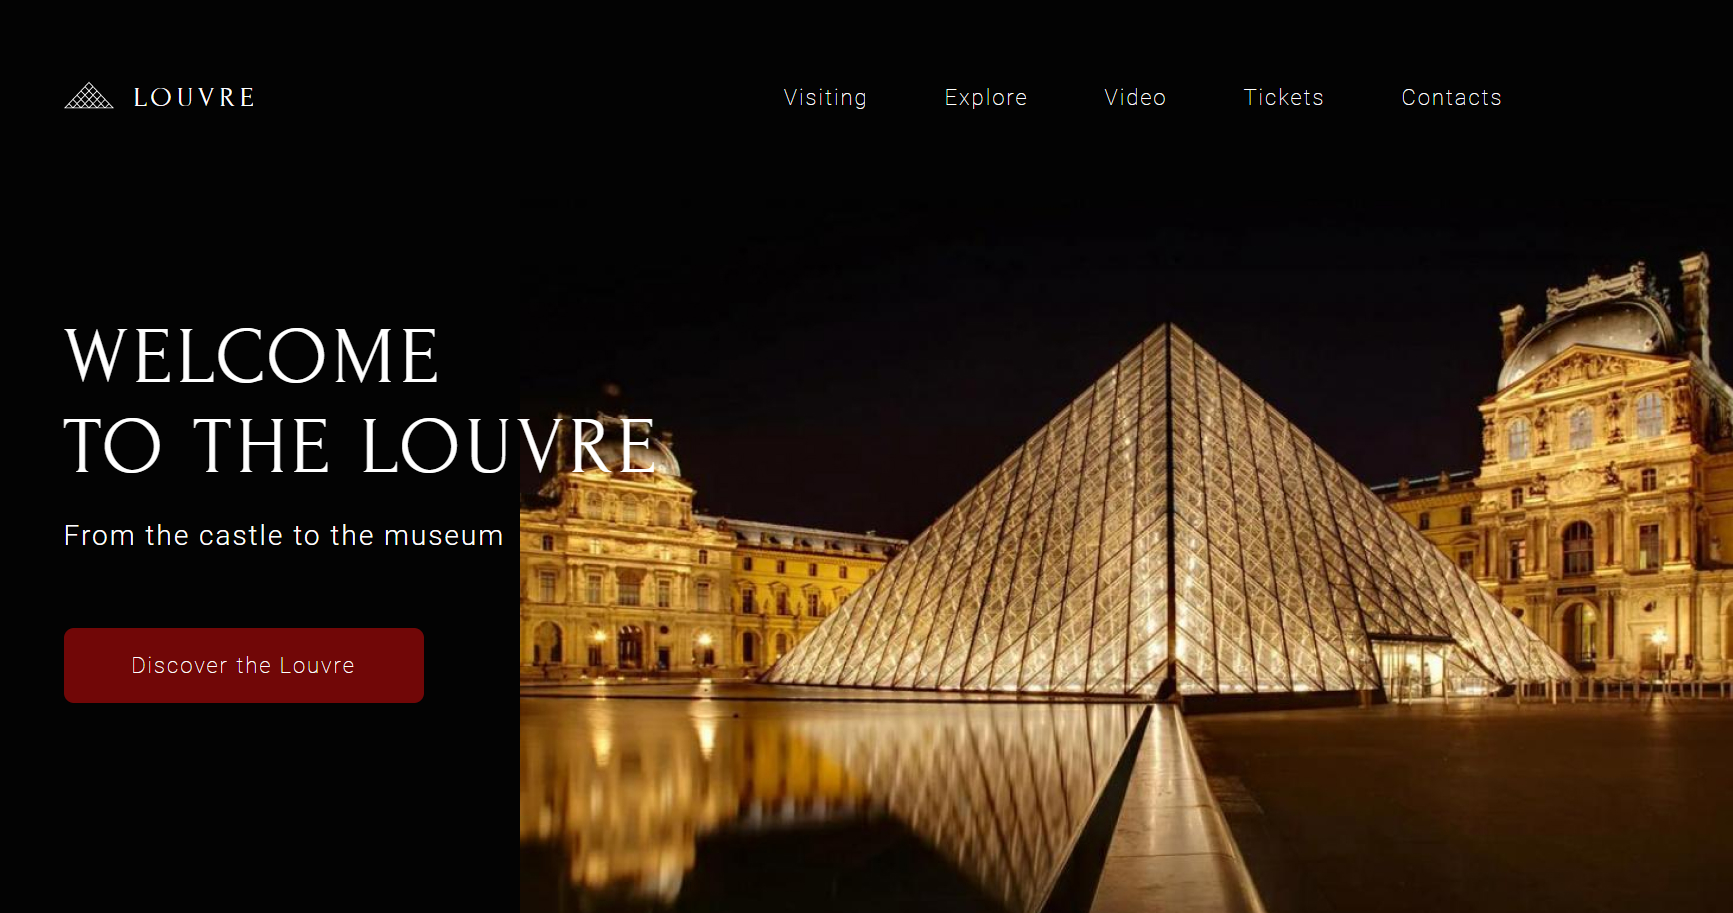 LOUVRE
Visiting
Explore
Video
Tickets
Contacts
WELCOME
TO THE LOUVRE
From the castle to the museum
Discover the Louvre